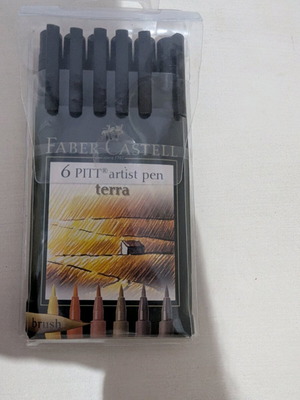 FABER-CASTELL
6 PITT® artist pen
terra
brush